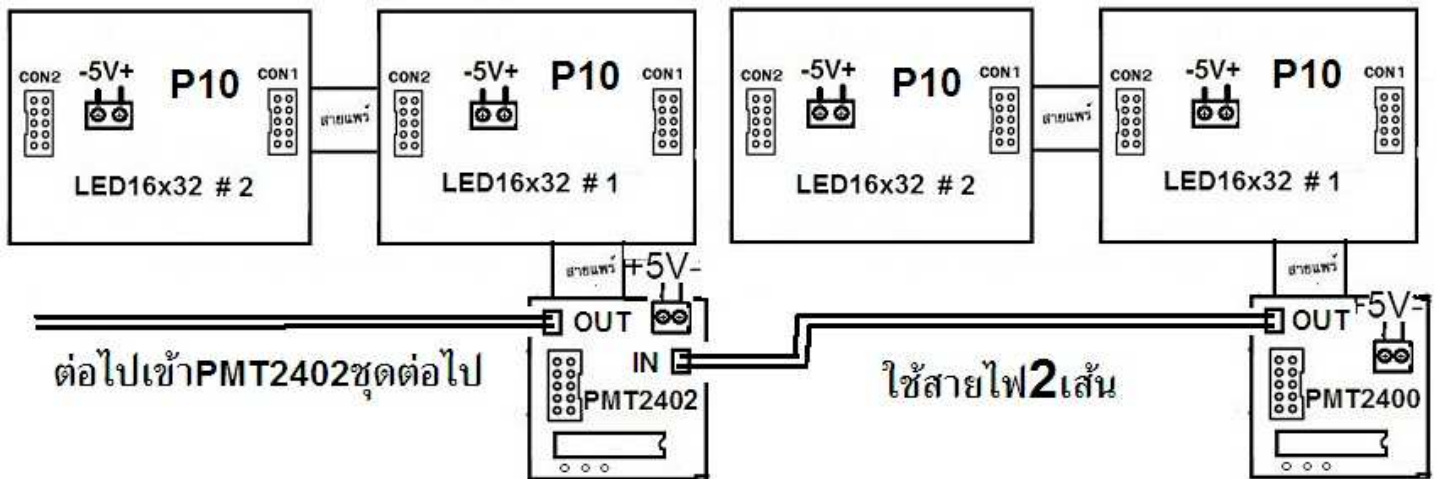 CON2 -5V+ P10 CON1
LED16x32 # 2
สายแพร์
CON2 -5V+ P10 CON1
LED16x32 # 1
CON2 -5V+ P10 CON1
LED16x32 # 2
สายแพร์
CON2 -5V+ P10 CON1
LED16x32 # 1
สายแพร์ +5V-
OUT
IN
PMT2402
ต่อไปเข้าPMT2402ชุดต่อไป
ใช้สายไฟ2เส้น
สายแพร์ +5V-
OUT
PMT2400